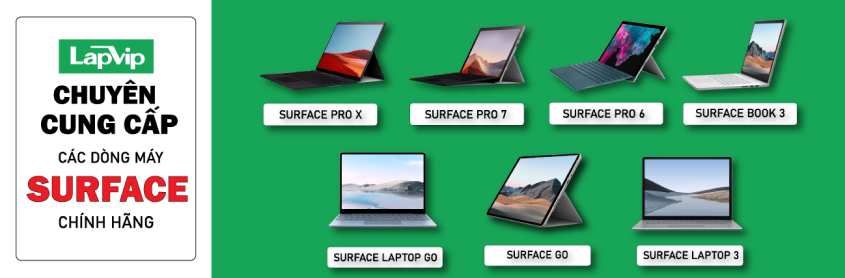 LapVip
CHUYÊN
CUNG CẤP
CÁC DÒNG MÁY
SURFACE
CHÍNH HÃNG
SURFACE PRO X
SURFACE PRO 7
SURFACE PRO 6
SURFACE BOOK 3
SURFACE LAPTOP GO
SURFACE GO
SURFACE LAPTOP 3